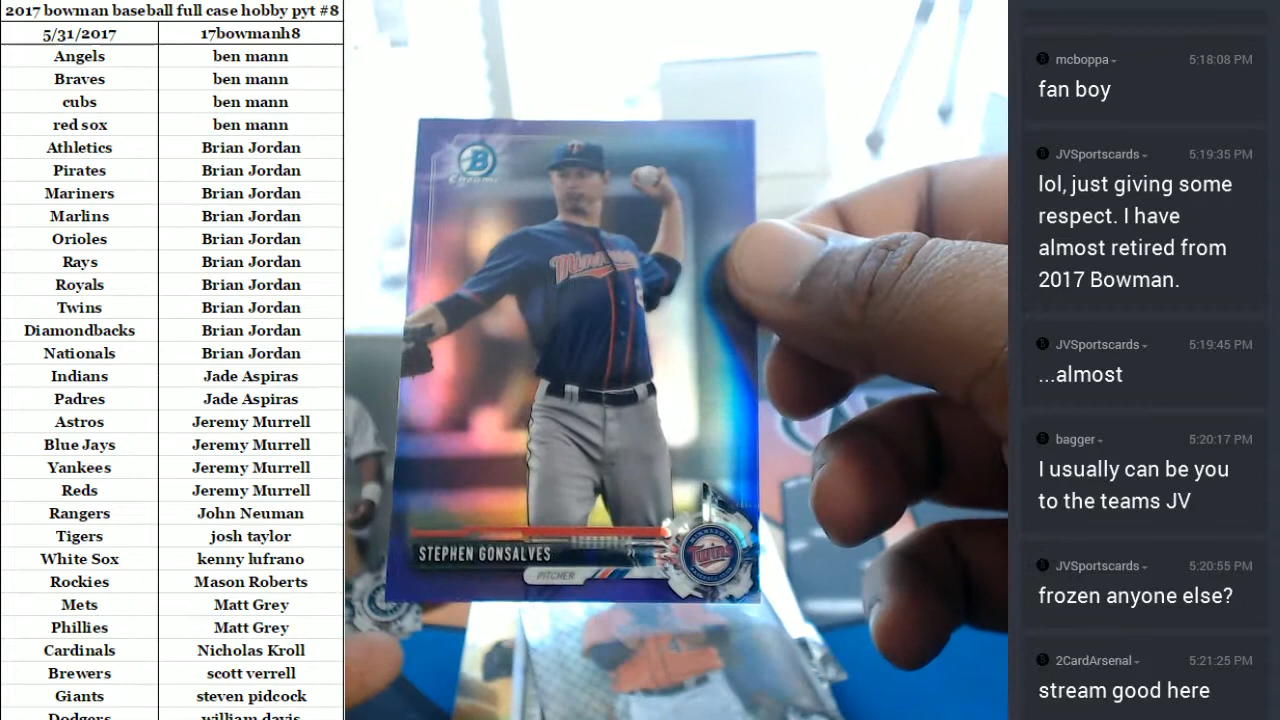 2017 bowman baseball full case hobby pyt #8
5/31/2017 17bowmanh8
Angels ben mann
Braves ben mann
cubs ben mann
red sox ben mann
Athletics Brian Jordan
Pirates Brian Jordan
Mariners Brian Jordan
Marlins Brian Jordan
Orioles Brian Jordan
Rays Brian Jordan
Royals Brian Jordan
Twins Brian Jordan
Diamondbacks Brian Jordan
Nationals Brian Jordan
Indians Jade Aspiras
Padres Jade Aspiras
Astros Jeremy Murrell
Blue Jays Jeremy Murrell
Yankees Jeremy Murrell
Reds Jeremy Murrell
Rangers John Neuman
Tigers josh taylor
White Sox kenny lufrano
Rockies Mason Roberts
Mets Matt Grey
Phillies Matt Grey
Cardinals Nicholas Kroll
Brewers scott verrell
Giants steven pidcock
Dodgers william davis
B
Chrome
STEPHEN GONSALVES
PITCHER
Twins
mcboppa 5:18:08 PM
fan boy
JVSportscards 5:19:35 PM
lol, just giving some
respect. I have
almost retired from
2017 Bowman.
JVSportscards 5:19:45 PM
...almost
bagger 5:20:17 PM
I usually can be you
to the teams JV
JVSportscards 5:20:55 PM
frozen anyone else?
2CardArsenal 5:21:25 PM
stream good here